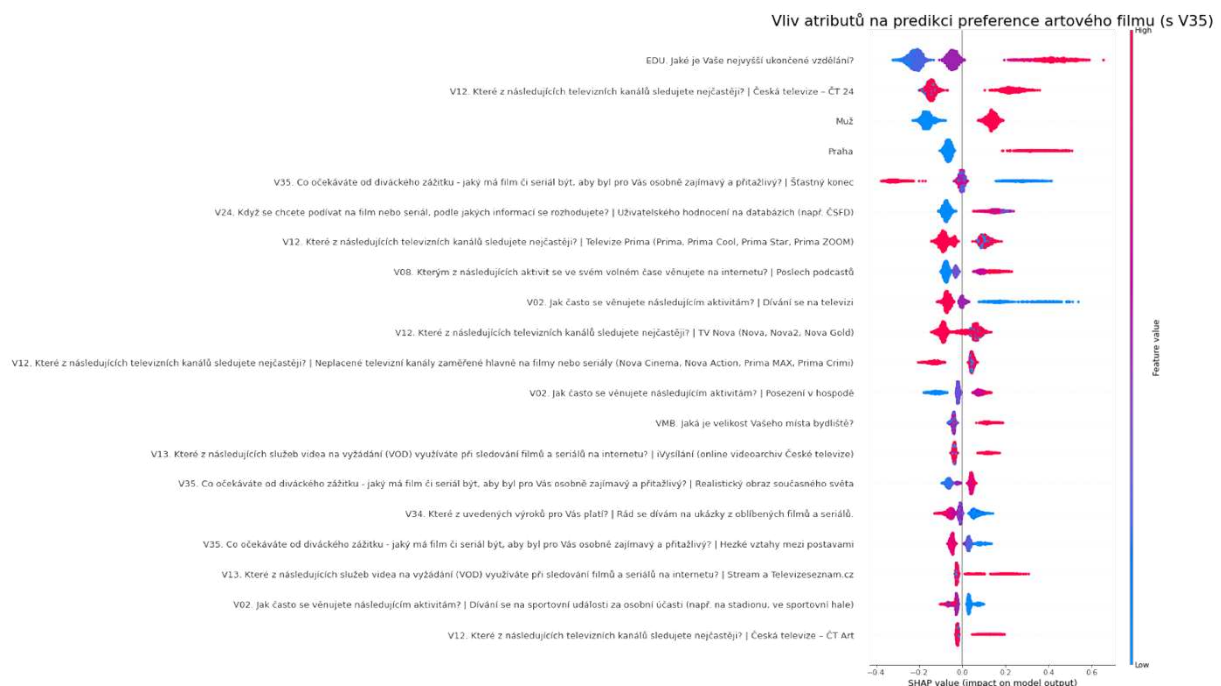 Vliv atributů na predikci preference artového filmu (s V35)
High
EDU. Jaké je Vaše nejvyšší ukončené vzdělání?
V12. Které z následujících televizních kanálů sledujete nejčastěji? | Česká televize – ČT 24
Muž
Praha
V35. Co očekáváte od diváckého zážitku - jaký má film či seriál být, aby byl pro Vás osobně zajímavý a přitažlivý? | Šťastný konec
V24. Když se chcete podívat na film nebo seriál, podle jakých informací se rozhodujete? | Uživatelského hodnocení na databázích (např. ČSFD)
V12. Které z následujících televizních kanálů sledujete nejčastěji? | Televize Prima (Prima, Prima Cool, Prima Star, Prima ZOOM)
V08. Kterým z následujících aktivit se ve svém volném čase věnujete na internetu? | Poslech podcastů
V02. Jak často se věnujete následujícím aktivitám? | Dívání se na televizi
V12. Které z následujících televizních kanálů sledujete nejčastěji? | TV Nova (Nova, Nova2, Nova Gold)
V12. Které z následujících televizních kanálů sledujete nejčastěji? | Neplacené televizní kanály zaměřené hlavně na filmy nebo seriály (Nova Cinema, Nova Action, Prima MAX, Prima Crimi)
V02. Jak často se věnujete následujícím aktivitám? | Posezení v hospodě
VMB. Jaká je velikost Vašeho místa bydliště?
V13. Které z následujících služeb videa na vyžádání (VOD) využíváte při sledování filmů a seriálů na internetu? | iVysílání (online videoarchiv České televize)
V35. Co očekáváte od diváckého zážitku - jaký má film či seriál být, aby byl pro Vás osobně zajímavý a přitažlivý? | Realistický obraz současného světa
V34. Které z uvedených výroků pro Vás platí? | Rád se dívám na ukázky z oblíbených filmů a seriálů.
V35. Co očekáváte od diváckého zážitku - jaký má film či seriál být, aby byl pro Vás osobně zajímavý a přitažlivý? | Hezké vztahy mezi postavami
V13. Které z následujících služeb videa na vyžádání (VOD) využíváte při sledování filmů a seriálů na internetu? | Stream a Televizeseznam.cz
V02. Jak často se věnujete následujícím aktivitám? | Dívání se na sportovní události za osobní účasti (např. na stadionu, ve sportovní hale)
V12. Které z následujících televizních kanálů sledujete nejčastěji? | Česká televize – ČT Art
Feature value
Low
−0.4 −0.2 0.0 0.2 0.4 0.6
SHAP value (impact on model output)